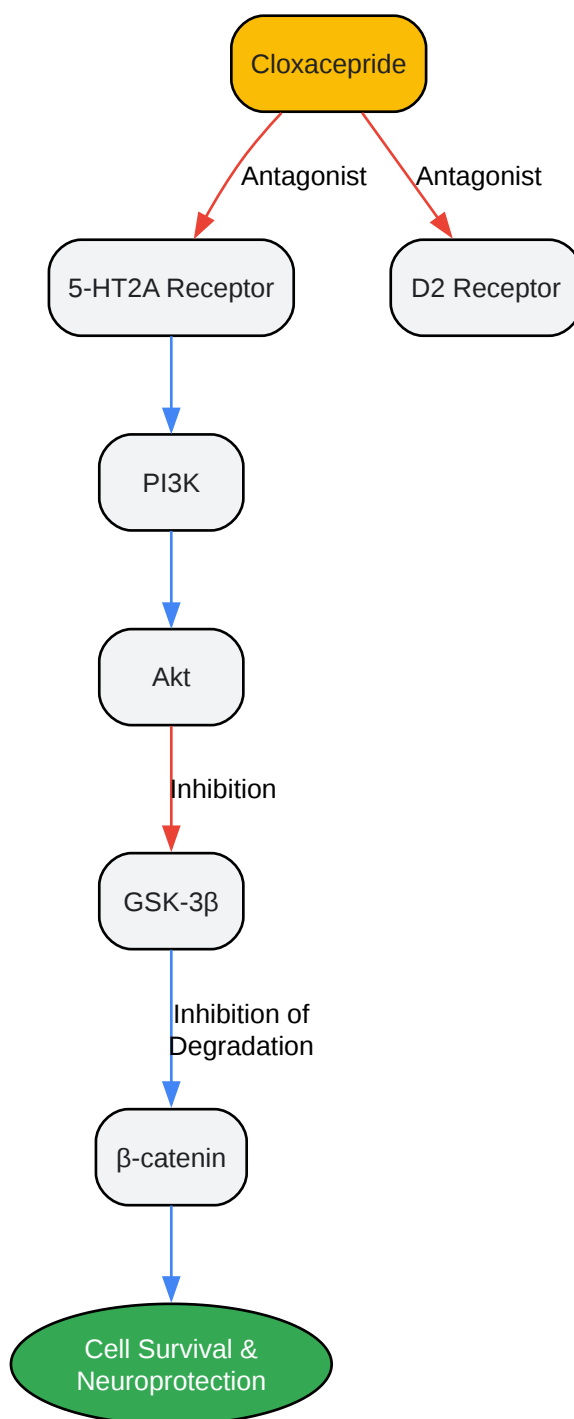 Cloxacepride
Antagonist
Antagonist
5-HT2A Receptor
D2 Receptor
PI3K
Akt
Inhibition
GSK-3β
Inhibition of
Degradation
β-catenin
Cell Survival &
Neuroprotection